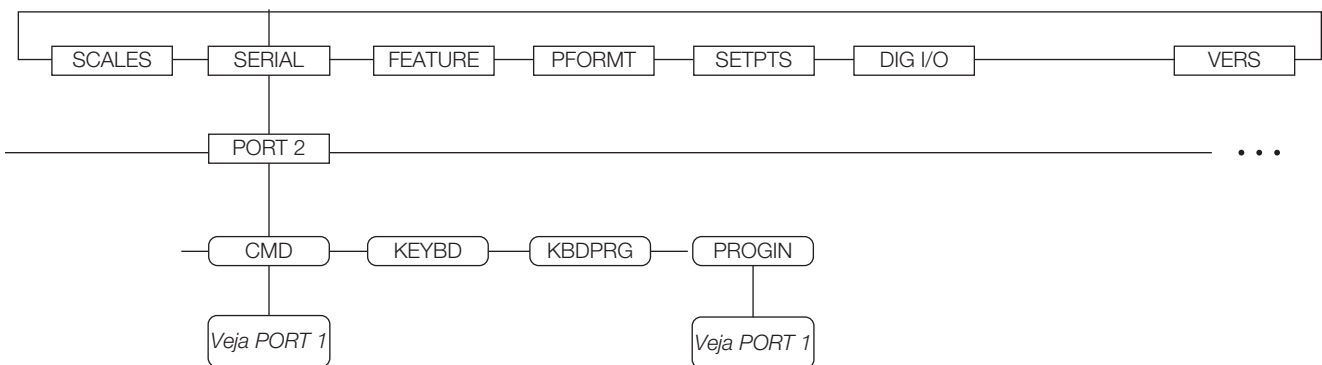 SCALES SERIAL FEATURE PFORMT SETPTS DIG I/O VERS
PORT 2 • • •
CMD KEYBD KBDPRG PROGIN
Veja PORT 1 Veja PORT 1